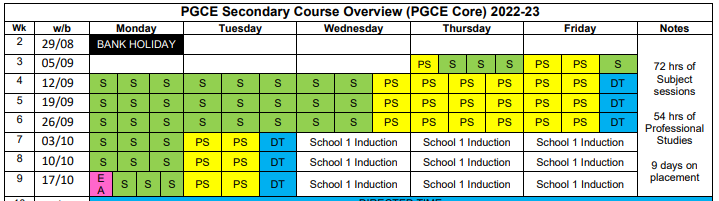 PGCE Secondary Course Overview (PGCE Core) 2022-23
Wk w/b Monday Tuesday Wednesday Thursday Friday Notes
2 29/08 BANK HOLIDAY
3 05/09 PS S S S PS PS S
4 12/09 S S S S S S S S PS PS PS PS PS PS DT
5 19/09 S S S S S S S S PS PS PS PS PS PS DT
6 26/09 S S S S S S S S PS PS PS PS PS PS DT
7 03/10 S S S PS PS DT School 1 Induction School 1 Induction School 1 Induction
8 10/10 S S S PS PS DT School 1 Induction School 1 Induction School 1 Induction
9 17/10 E A S S S PS PS DT School 1 Induction School 1 Induction School 1 Induction
72 hrs of
Subject
sessions
54 hrs of
Professional
Studies
9 days on
placement
DIRECTED TIME